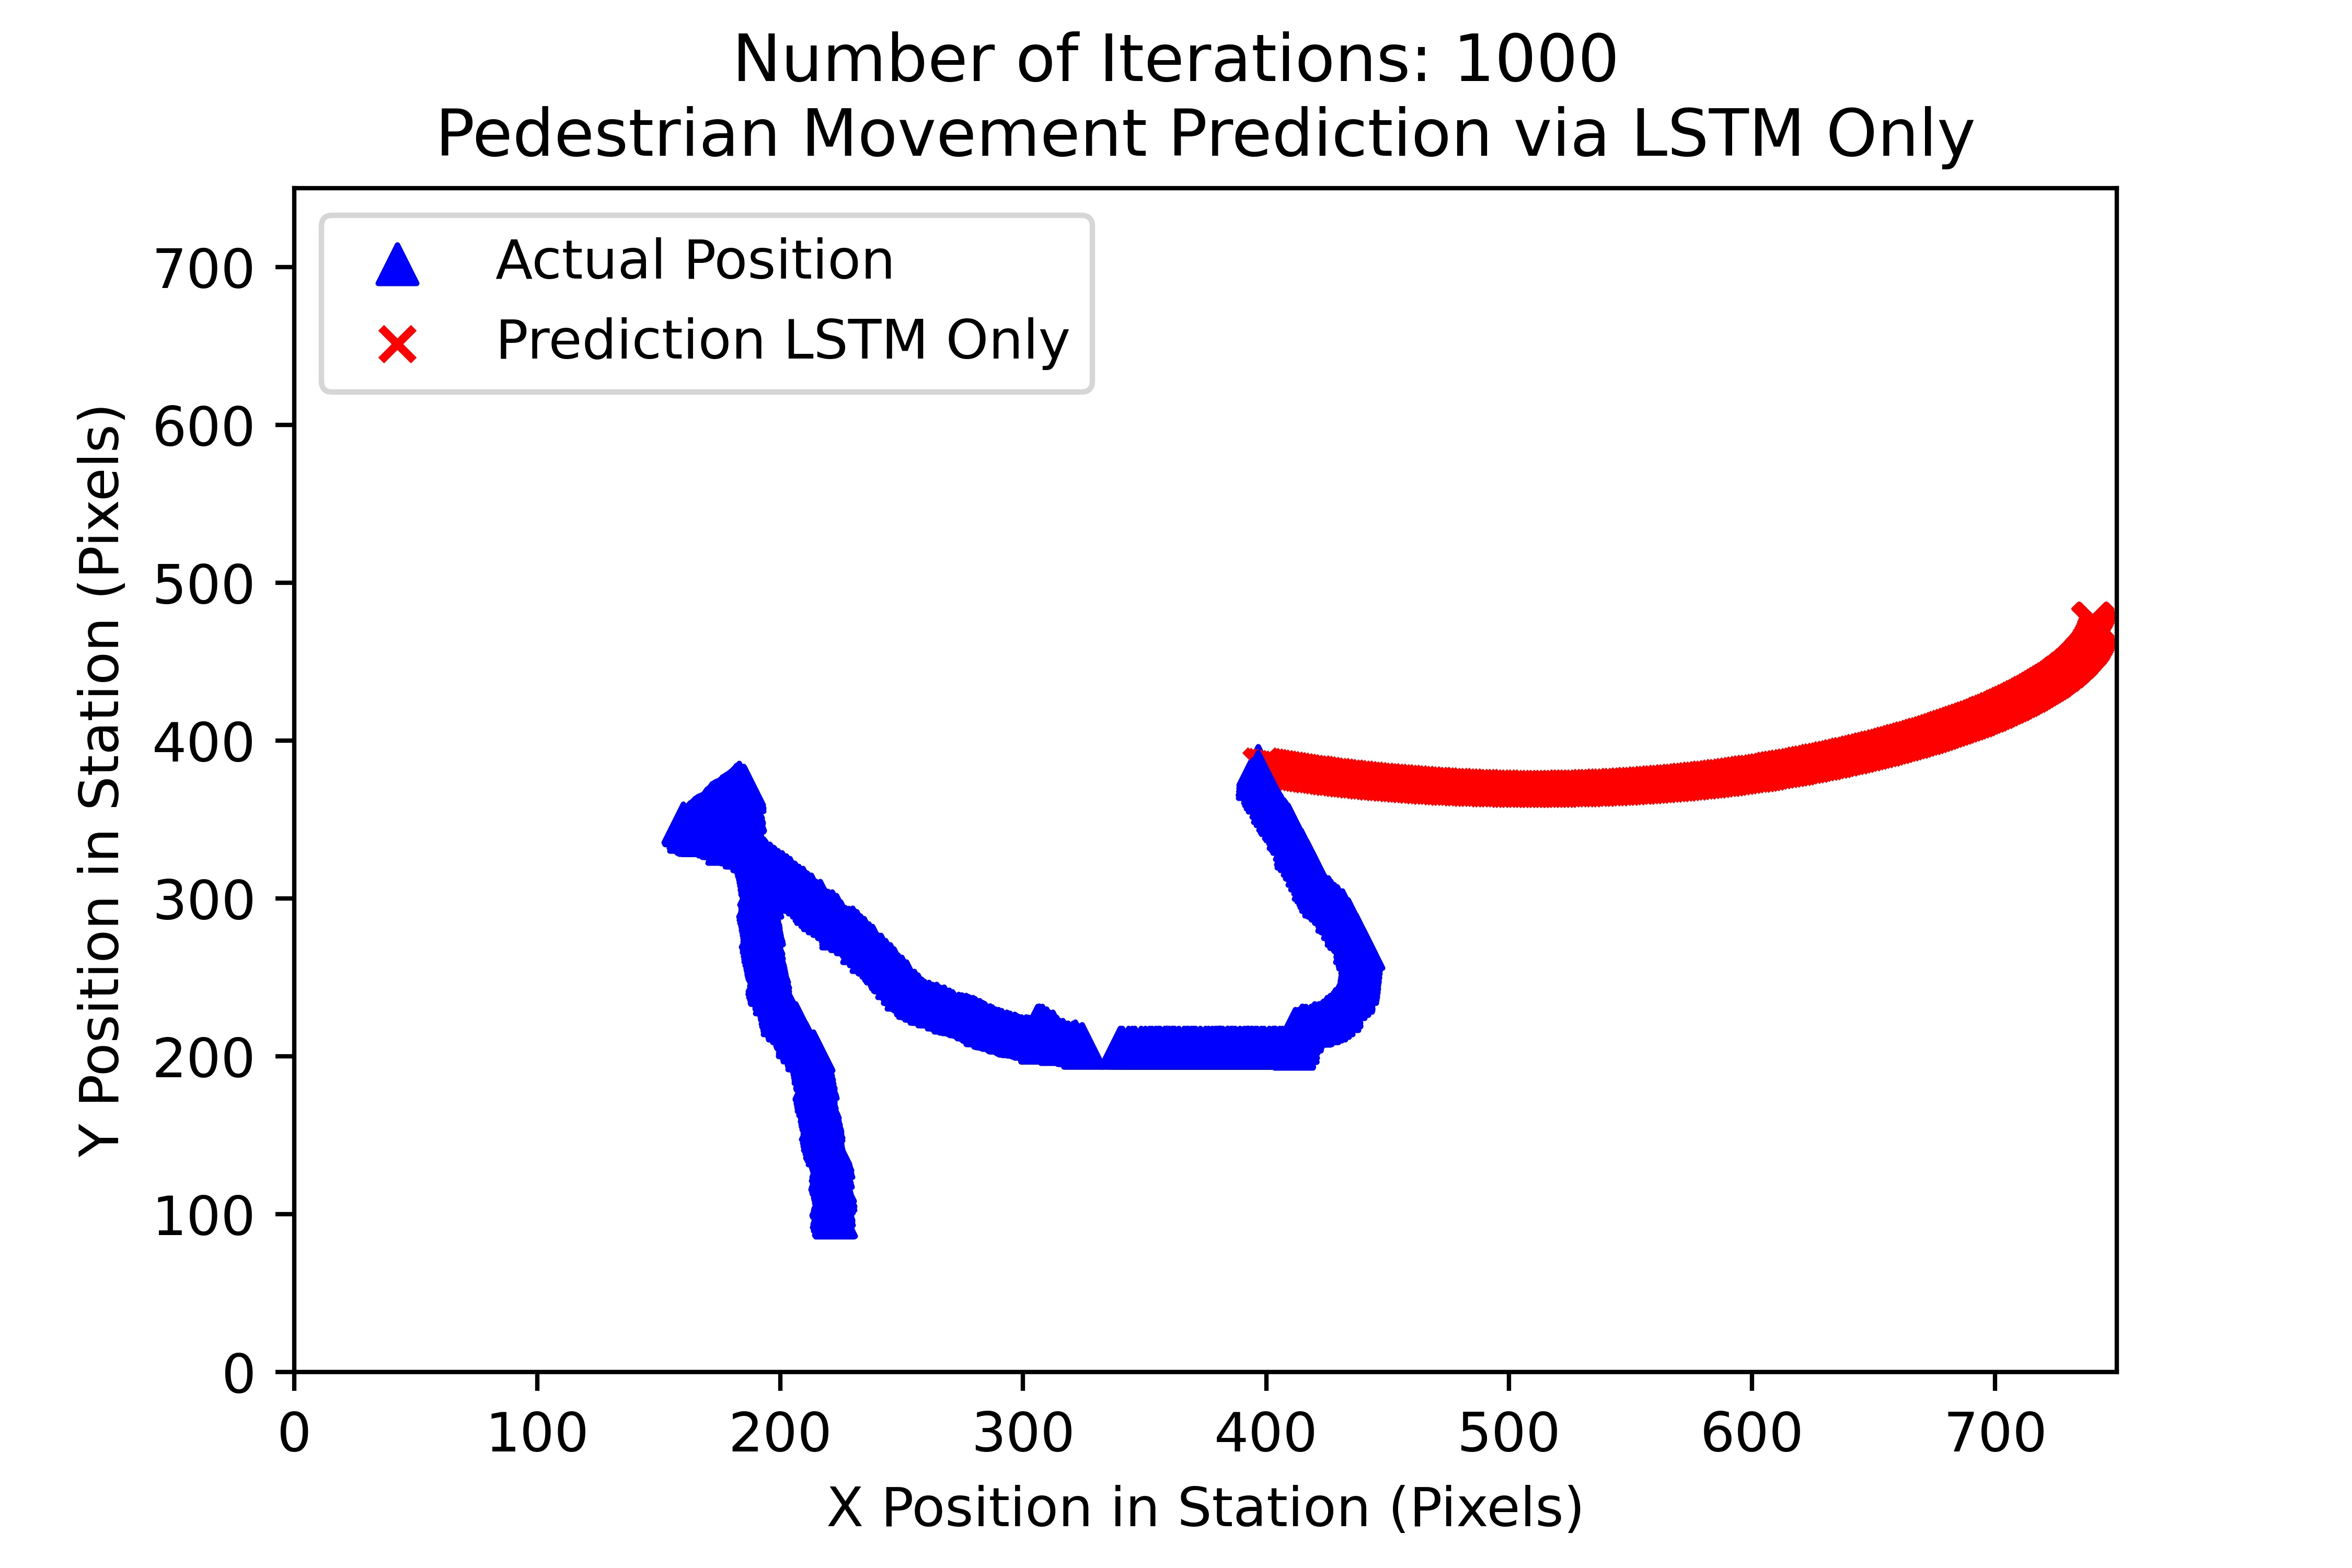 Number of Iterations: 1000
Pedestrian Movement Prediction via LSTM Only
Actual Position
Prediction LSTM Only
Y Position in Station (Pixels)
700
600
500
400
300
200
100
0
0 100 200 300 400 500 600 700
X Position in Station (Pixels)